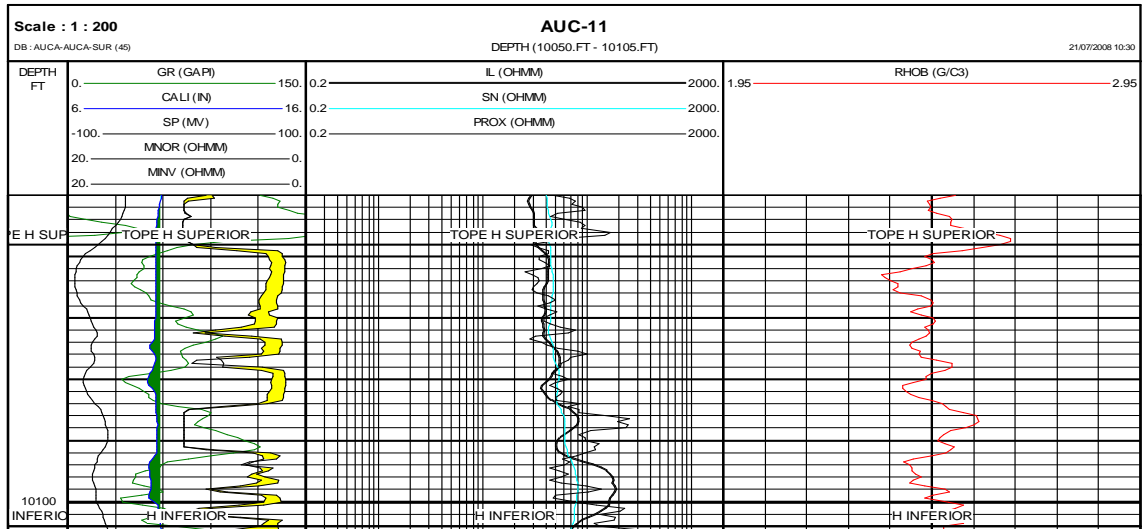 Scale : 1 : 200
AUC-11
DB : AUCA-AUCA-SUR (45)
DEPTH (10050.FT - 10105.FT)
21/07/2008 10:30
DEPTH
FT
GR (GAPI)
0. 150.
CALI (IN)
6. 16.
SP (MV)
-100. 100.
MNOR (OHMM)
20. 0.
MINV (OHMM)
20. 0.
IL (OHMM)
0.2 2000.
SN (OHMM)
0.2 2000.
PROX (OHMM)
0.2 2000.
RHOB (G/C3)
1.95 2.95
PE H SUP TOPE H SUPERIOR TOPE H SUPERIOR TOPE H SUPERIOR
10100
INFERIO H INFERIOR H INFERIOR H INFERIOR